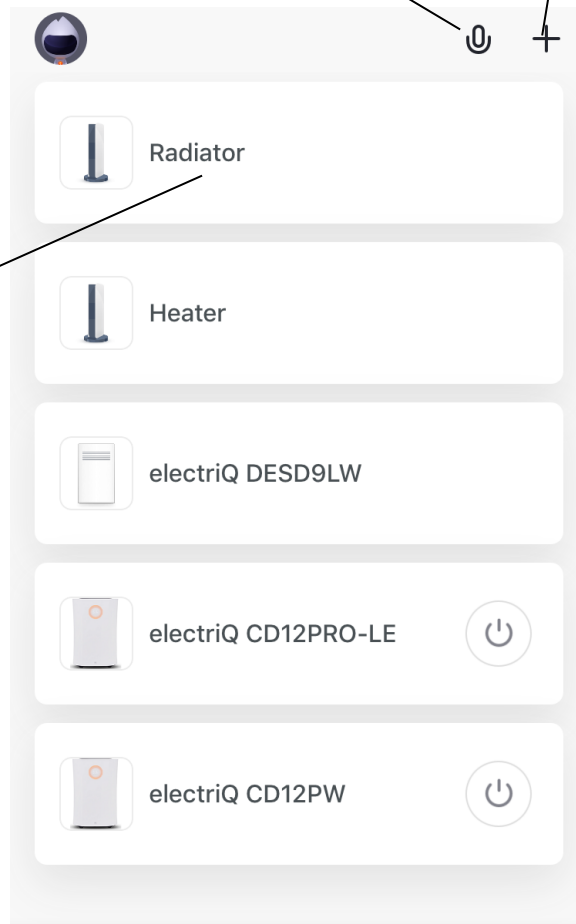 Radiator
Heater
electriQ DESD9LW
electriQ CD12PRO-LE
electriQ CD12PW